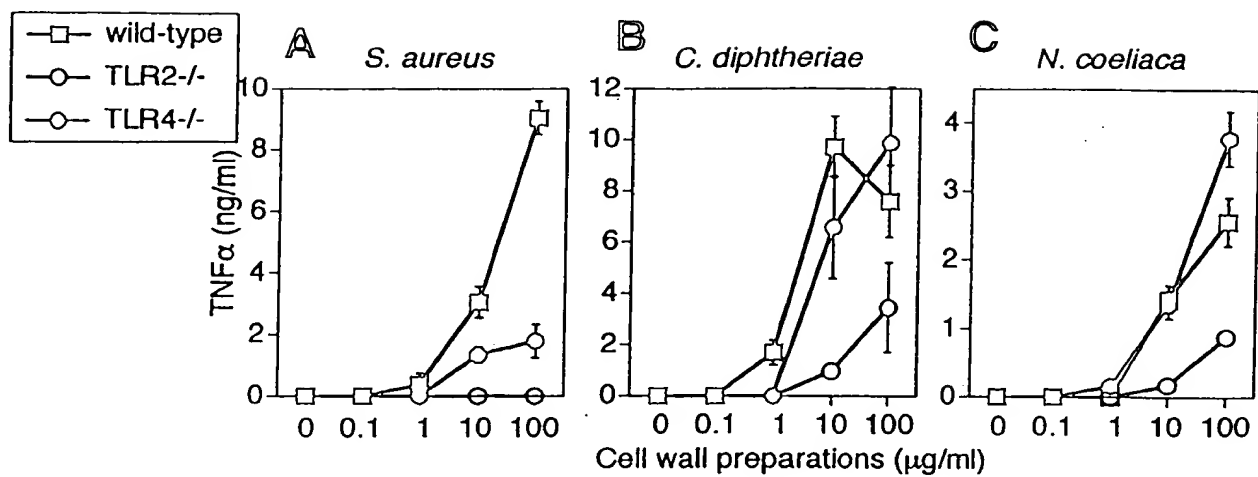 wild-type
TLR2-/-
TLR4-/-
A
S. aureus
B
C. diphtheriae
C
N. coeliaca
TNFα (ng/ml)
10
8
6
4
2
0
12
10
8
6
4
2
0
4
3
2
1
0
0 0.1 1 10 100
0 0.1 1 10 100
0 0.1 1 10 100
Cell wall preparations (μg/ml)